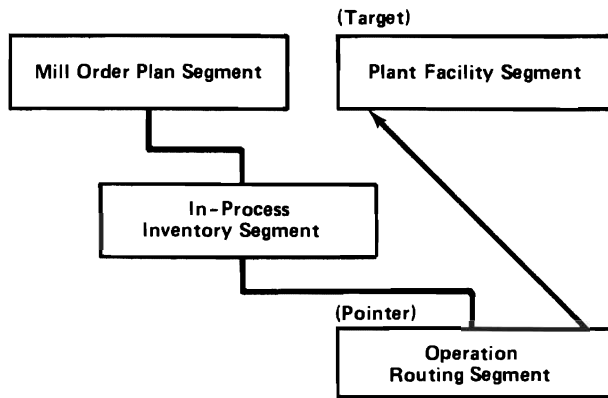 (Target)
Mill Order Plan Segment
Plant Facility Segment
In-Process
Inventory Segment
(Pointer)
Operation
Routing Segment